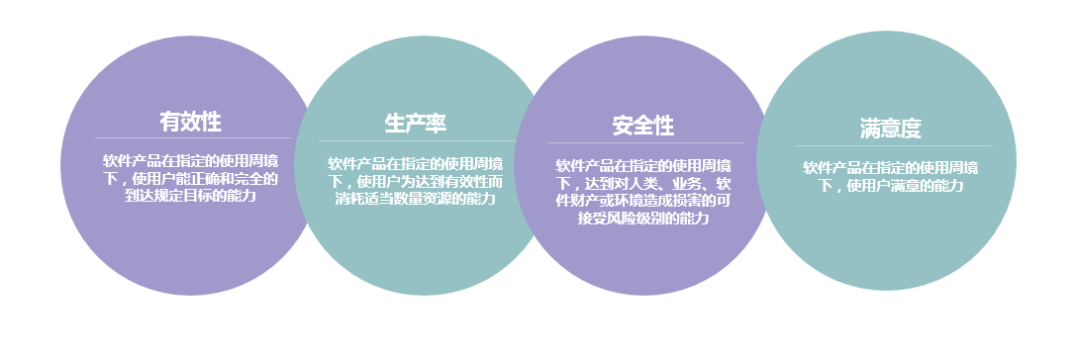 有效性
软件产品在指定的使用周境
下，使用户能正确和完全的
到达规定目标的能力
生产率
软件产品在指定的使用周境
下，使用户为达到有效性而
消耗适当数量资源的能力
安全性
软件产品在指定的使用周境
下，达到对人类、业务、软
件财产或环境造成损害的可
接受风险级别的能力
满意度
软件产品在指定的使用周境
下，使用户满意的能力